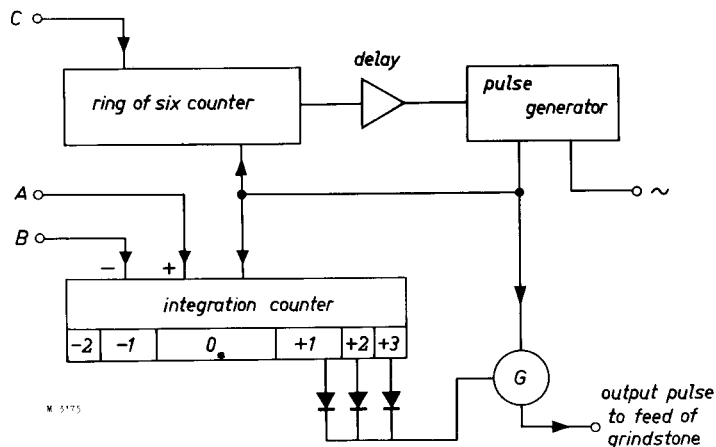 C
delay
ring of six counter
pulse
generator
~
A
B
- +
integration counter
-2 -1 0 +1 +2 +3
G
output pulse
to feed of
grindstone